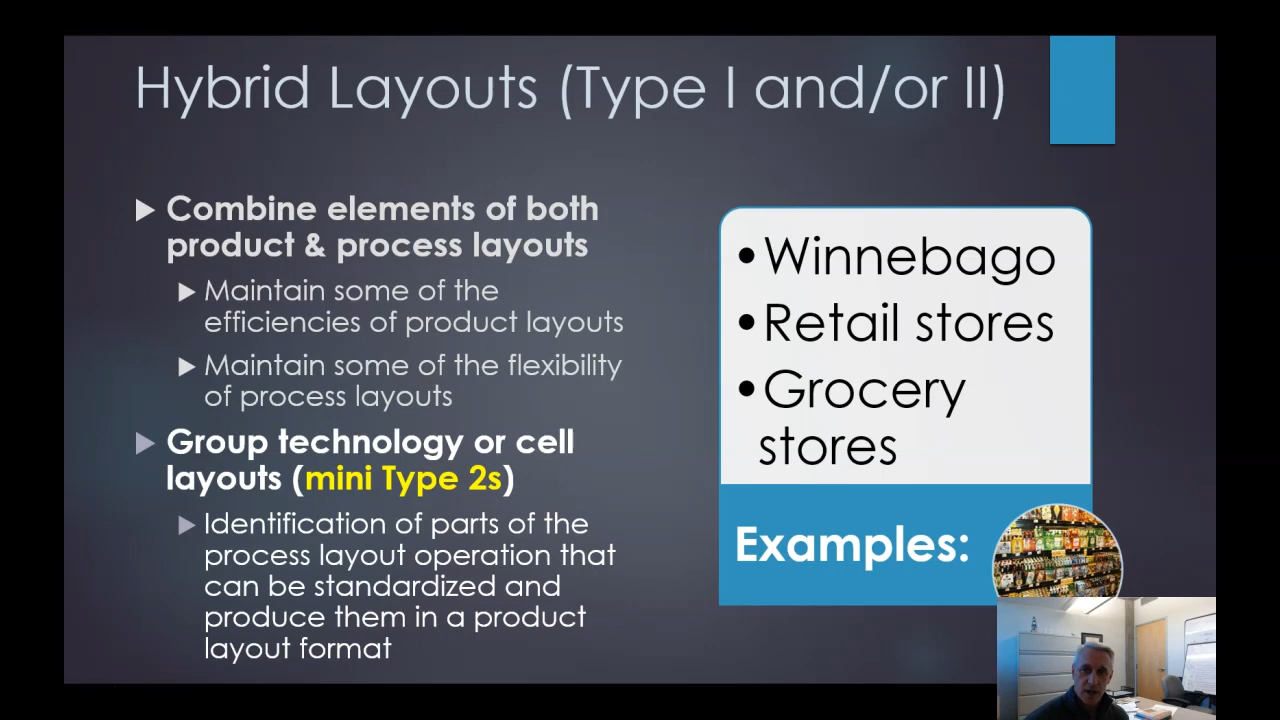 Hybrid Layouts (Type I and/or II)
Combine elements of both
product & process layouts
Maintain some of the
efficiencies of product layouts
Maintain some of the flexibility
of process layouts
Group technology or cell
layouts (mini Type 2s)
Identification of parts of the
process layout operation that
can be standardized and
produce them in a product
layout format
•Winnebago
•Retail stores
•Grocery
stores
Examples: